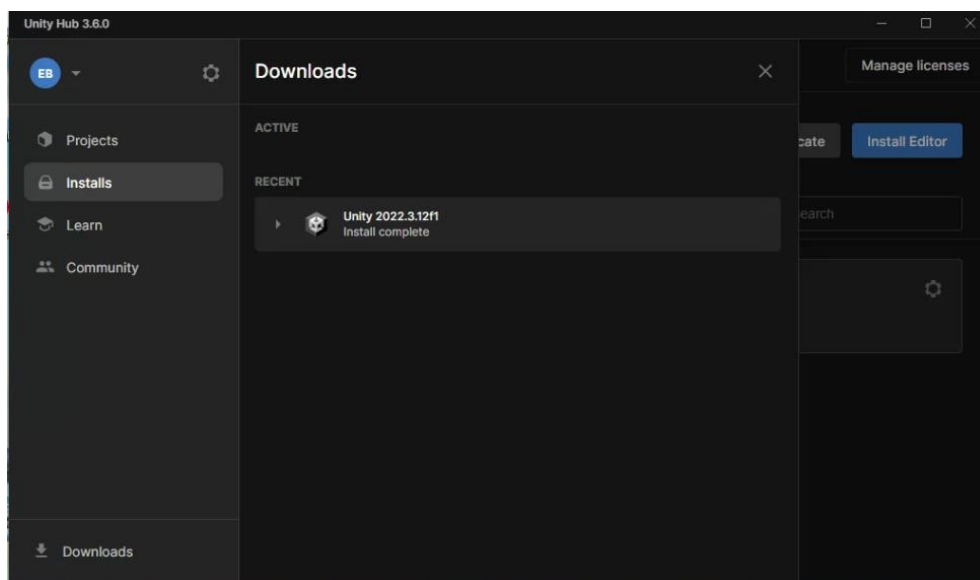 Unity Hub 3.6.0
EB
Downloads
Manage licenses
Projects
ACTIVE
cate
Install Editor
Installs
RECENT
Unity 2022.3.12f1
Install complete
earch
Learn
Community
Downloads